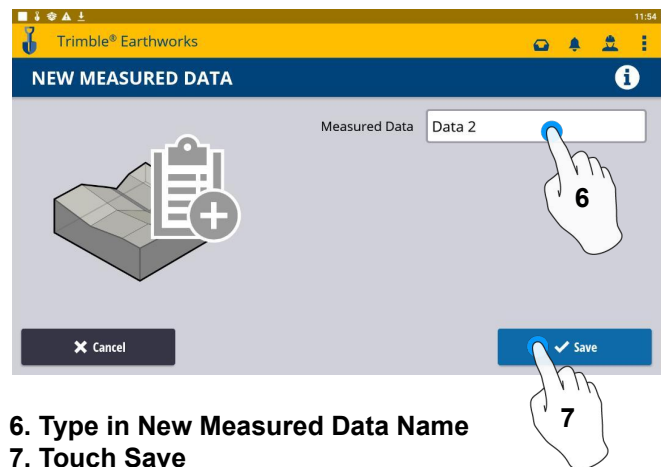 11:54
Trimble® Earthworks
NEW MEASURED DATA
i
Measured Data Data 2
6
Cancel
Save
7
6. Type in New Measured Data Name
7. Touch Save